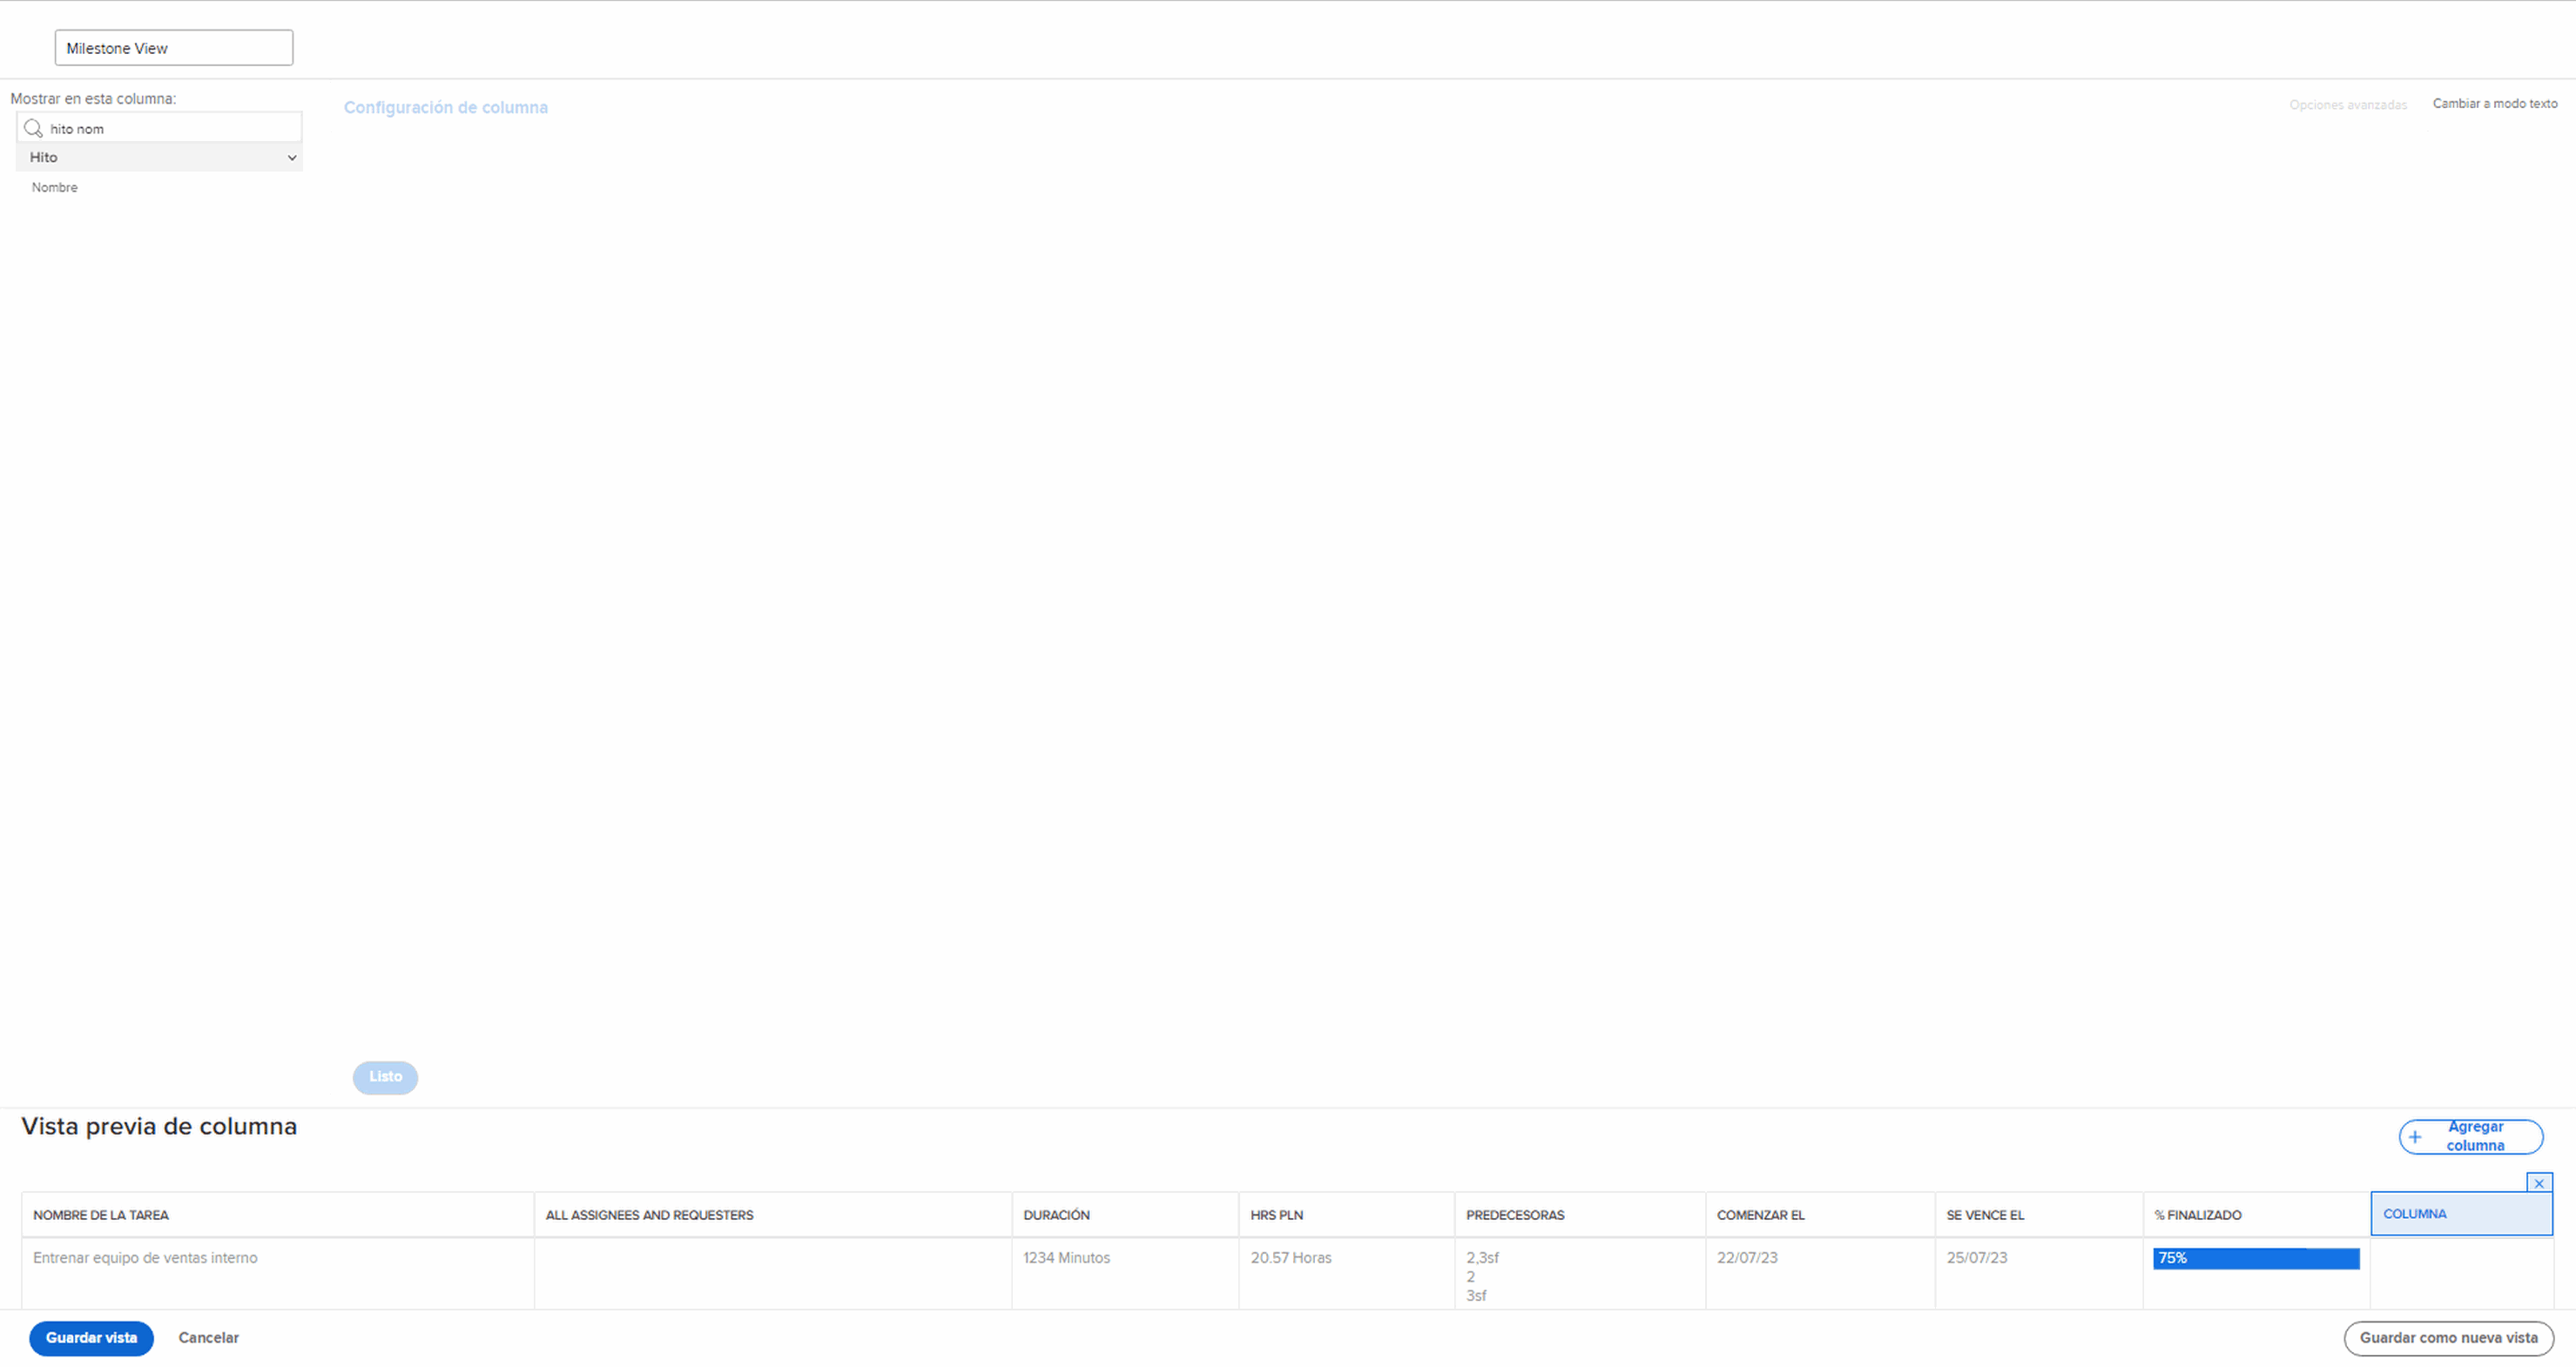 Milestone View
Mostrar en esta columna:
hito nom
Hito
Nombre
Configuración de columna
Opciones avanzadas
Cambiar a modo texto
Listo
Vista previa de columna
Agregar
columna
NOMBRE DE LA TAREA
ALL ASSIGNEES AND REQUESTERS
DURACIÓN
HRS PLN
PREDECESORAS
COMENZAR EL
SE VENCE EL
% FINALIZADO
COLUMNA
Entrenar equipo de ventas interno
1234 Minutos
20.57 Horas
2,3sf
2
3sf
22/07/23
25/07/23
75%
Guardar vista
Cancelar
Guardar como nueva vista